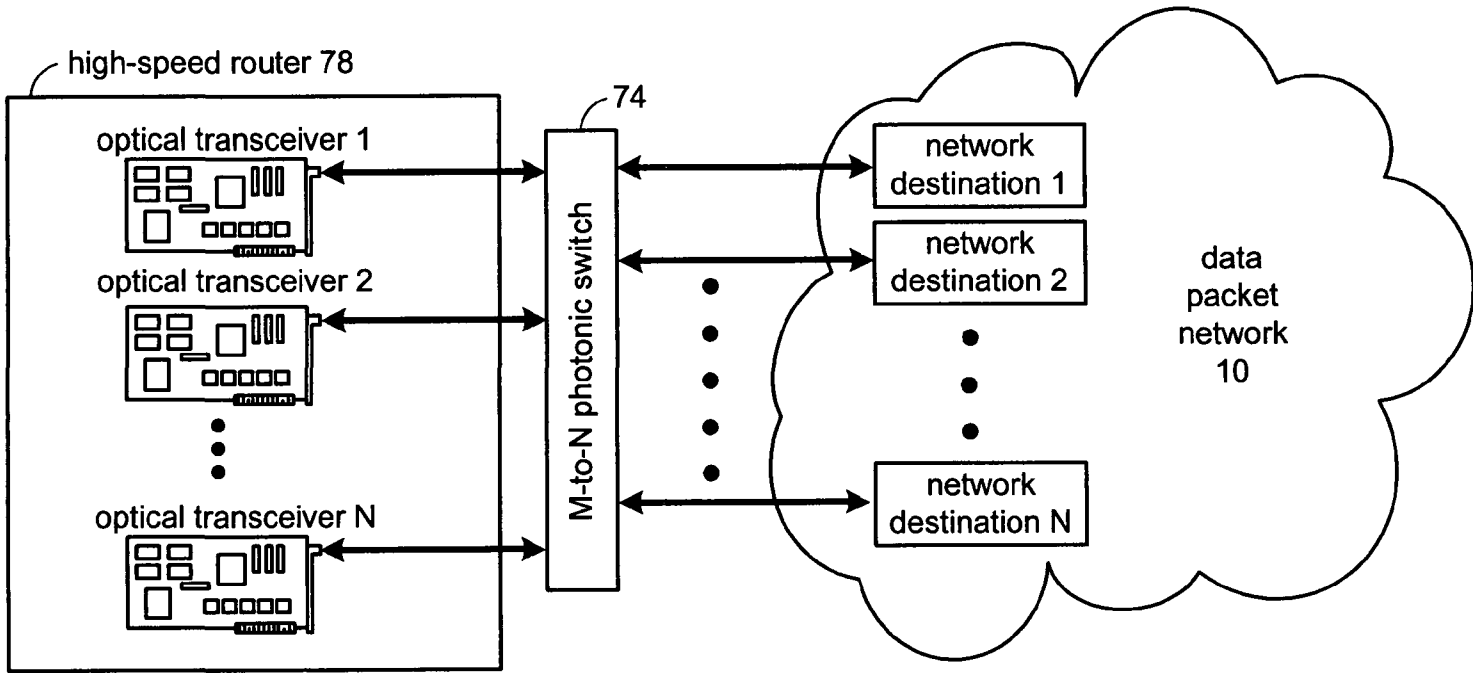 high-speed router 78
optical transceiver 1
optical transceiver 2
optical transceiver N
74
M-to-N photonic switch
network
destination 1
network
destination 2
network
destination N
data
packet
network
10